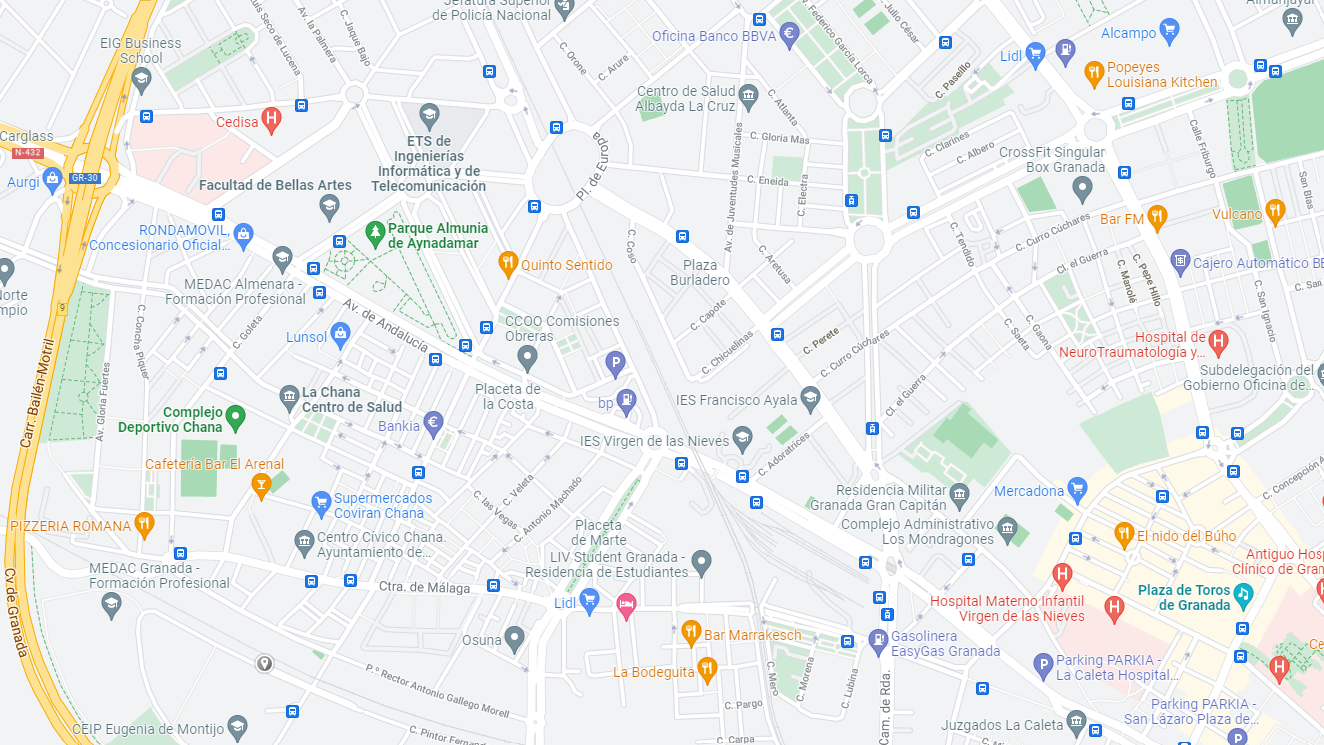 Jefatura Superior
de Policía Nacional
Almanjáyar
EIG Business
School
C. Jaque Bajo
Av. la Palmera
C. Orone
C. Arure
Oficina Banco BBVA
Federico García Lorca
Julio César
Alcampo
Lidl
Popeyes
Louisiana Kitchen
C. Pasello
Centro de Salud
Albayda La Cruz
C. Atlanta
C. Gloria Mas
Carglass
N-432
Cedisa
ETS de
Ingenierías
Informática y de
Telecomunicación
Pl. de Europa
Av. de Juventudes Musicales
C. Eneida
C. Electra
C. Clarines
C. Albero
CrossFit Singular
Box Granada
Calle Friburgo
San Blas
Aurgi
GR-30
Facultad de Bellas Artes
RONDAMOVIL,
Concesionario Oficial...
Parque Almunia
de Aynadamar
C. Coso
C. Aretusa
C. Tendido
C. Curro Cúchares
Bar FM
Vulcano
Quinto Sentido
Plaza
Burladero
Cl. el Guerra
C. Manolé
C. Pepe Hillo
Cajero Automático BB
Norte
MEDAC Almenara -
Formación Profesional
C. San Ignacio
C. San
9
Av. de Andalucía
C. Concha Piquer
C. Goleta
Lunsol
CCOO Comisiones
Obreras
C. Capote
C. Chicuelinas
C. Perete
C. Curro Cúchares
C. Seseta
C. Gaona
Hospital de
NeuroTraumatología y...
Subdelegación del
Gobierno Oficina de...
Carr. Bailén-Motril
Av. Gloria Fuertes
La Chana
Centro de Salud
Placeta de
la Costa
bp
IES Francisco Ayala
Cl. el Guerra
Complejo
Deportivo Chana
Bankia
IES Virgen de las Nieves
C. Adoratrices
Cafeteria Bar El Arenal
C. las Vegas
C. Veleta
C. Antonio Machado
C. Concepción A
Supermercados
Coviran Chana
Residencia Militar
Granada Gran Capitán
Mercadona
PIZZERIA ROMANA
Centro Cívico Chana.
Ayuntamiento de...
Placeta
de Marte
Complejo Administrativo
Los Mondragones
El nido del Búho
MEDAC Granada -
Formación Profesional
LIV Student Granada -
Residencia de Estudiantes
Antiguo Hosp
Clínico de Gran
Ctra. de Málaga
Lidl
Hospital Materno Infantil
Virgen de las Nieves
Plaza de Toros
de Granada
Cv de Granada
Osuna
Bar Marrakesch
Gasolinera
EasyGas Granada
La Bodeguita
P.º Rector Antonio Gallego Morell
C. Mero
C. Morena
C. Lubina
Cam. de Rda.
Parking PARKIA -
La Caleta Hospital...
C. Pargo
CEIP Eugenia de Montijo
C. Carpa
Juzgados La Caleta
Parking PARKIA -
San Lázaro Plaza de...